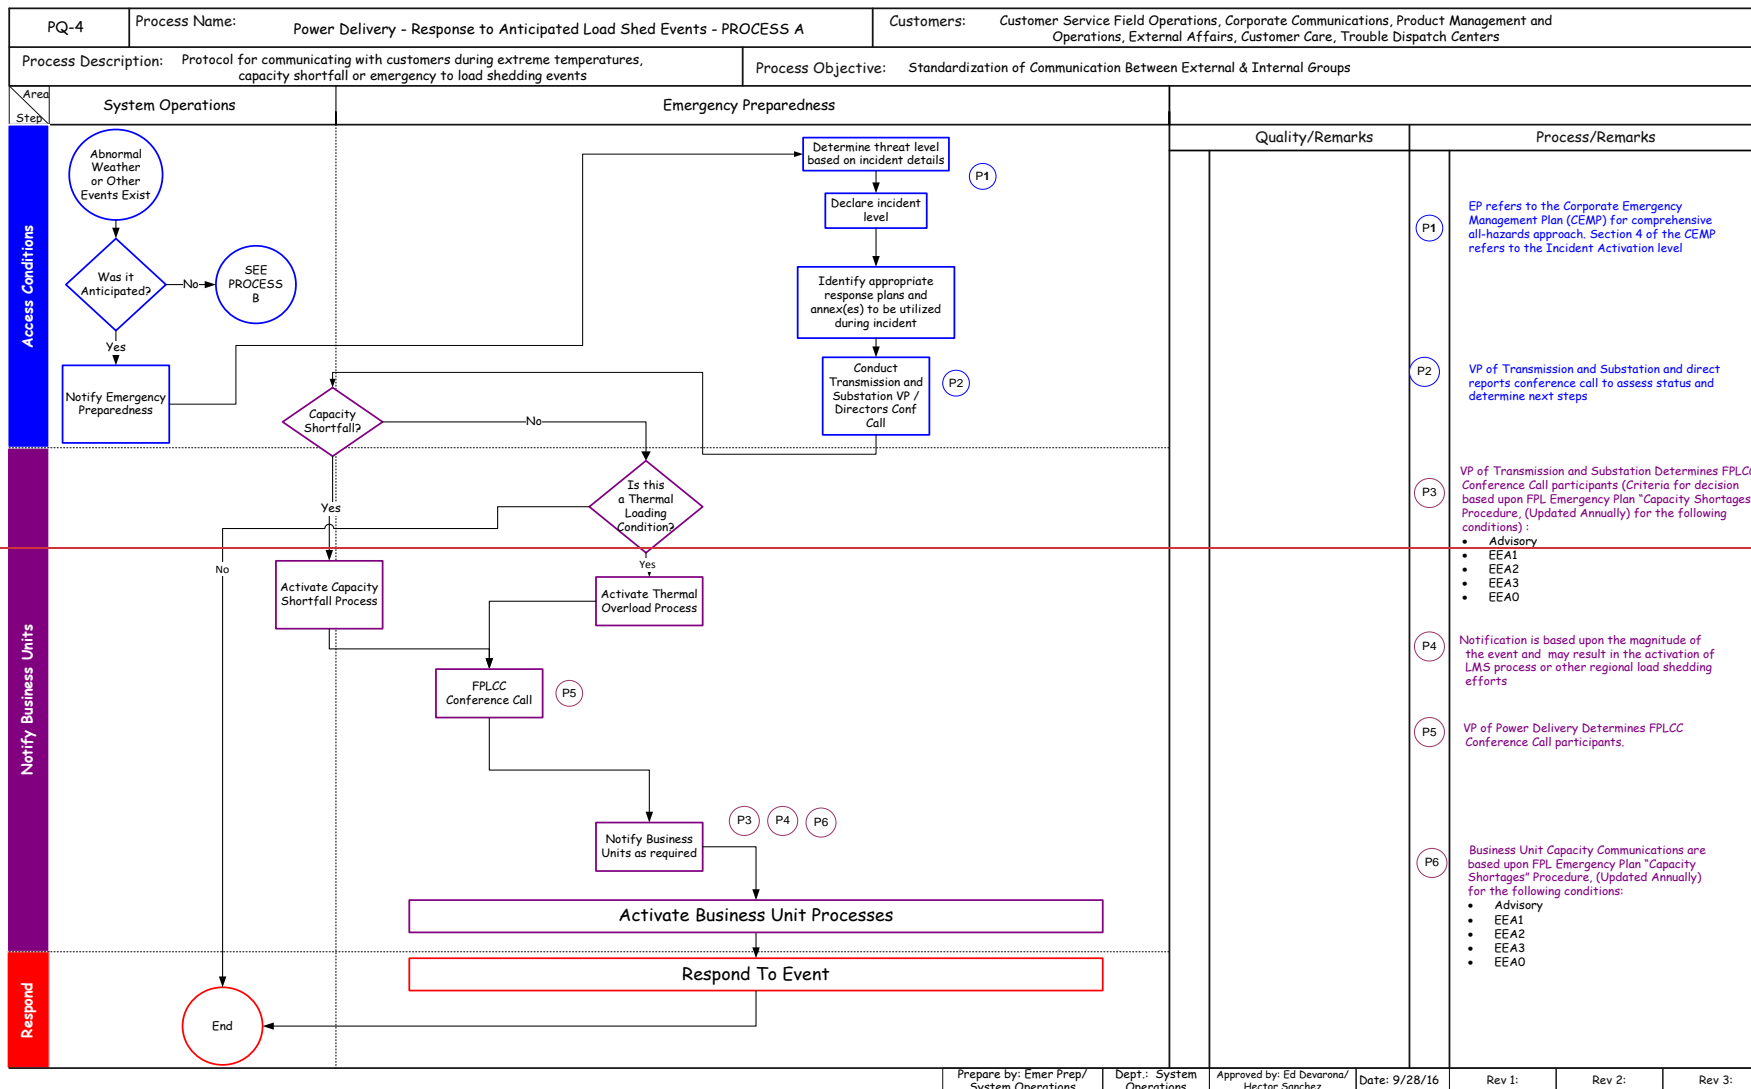 PQ-4
Process Name:
Power Delivery - Response to Anticipated Load Shed Events - PROCESS A
Customers:
Customer Service Field Operations, Corporate Communications, Product Management and
Operations, External Affairs, Customer Care, Trouble Dispatch Centers
Process Description:
Protocol for communicating with customers during extreme temperatures,
capacity shortfall or emergency to load shedding events
Process Objective:
Standardization of Communication Between External & Internal Groups
Area
Step
System Operations
Emergency Preparedness
Quality/Remarks
Process/Remarks
Access Conditions
Abnormal
Weather
or Other
Events Exist
Was it
Anticipated?
No
SEE
PROCESS
B
Yes
Notify Emergency
Preparedness
Determine threat level
based on incident details
P1
Declare incident
level
Identify appropriate
response plans and
annex(es) to be utilized
during incident
Conduct
Transmission and
Substation VP /
Directors Conf
Call
P2
Capacity
Shortfall?
No
Yes
Notify Business Units
Is this
a Thermal
Loading
Condition?
No
Yes
Activate Capacity
Shortfall Process
Activate Thermal
Overload Process
FPLCC
Conference Call
P5
Notify Business
Units as required
P3
P4
P6
Activate Business Unit Processes
Respond
Respond To Event
End
P1
EP refers to the Corporate Emergency
Management Plan (CEMP) for comprehensive
all-hazards approach. Section 4 of the CEMP
refers to the Incident Activation level
P2
VP of Transmission and Substation and direct
reports conference call to assess status and
determine next steps
P3
VP of Transmission and Substation Determines FPLCC
Conference Call participants (Criteria for decision
based upon FPL Emergency Plan “Capacity Shortages
Procedure, (Updated Annually) for the following
conditions) :
• Advisory
• EEA1
• EEA2
• EEA3
• EEA0
P4
Notification is based upon the magnitude of
the event and may result in the activation of
LMS process or other regional load shedding
efforts
P5
VP of Power Delivery Determines FPLCC
Conference Call participants.
P6
Business Unit Capacity Communications are
based upon FPL Emergency Plan “Capacity
Shortages” Procedure, (Updated Annually)
for the following conditions:
• Advisory
• EEA1
• EEA2
• EEA3
• EEA0
Prepare by: Emer Prep/
System Operations
Dept.: System
Operations
Approved by: Ed Devarona/
Hector Sanchez
Date: 9/28/16
Rev 1:
Rev 2:
Rev 3: